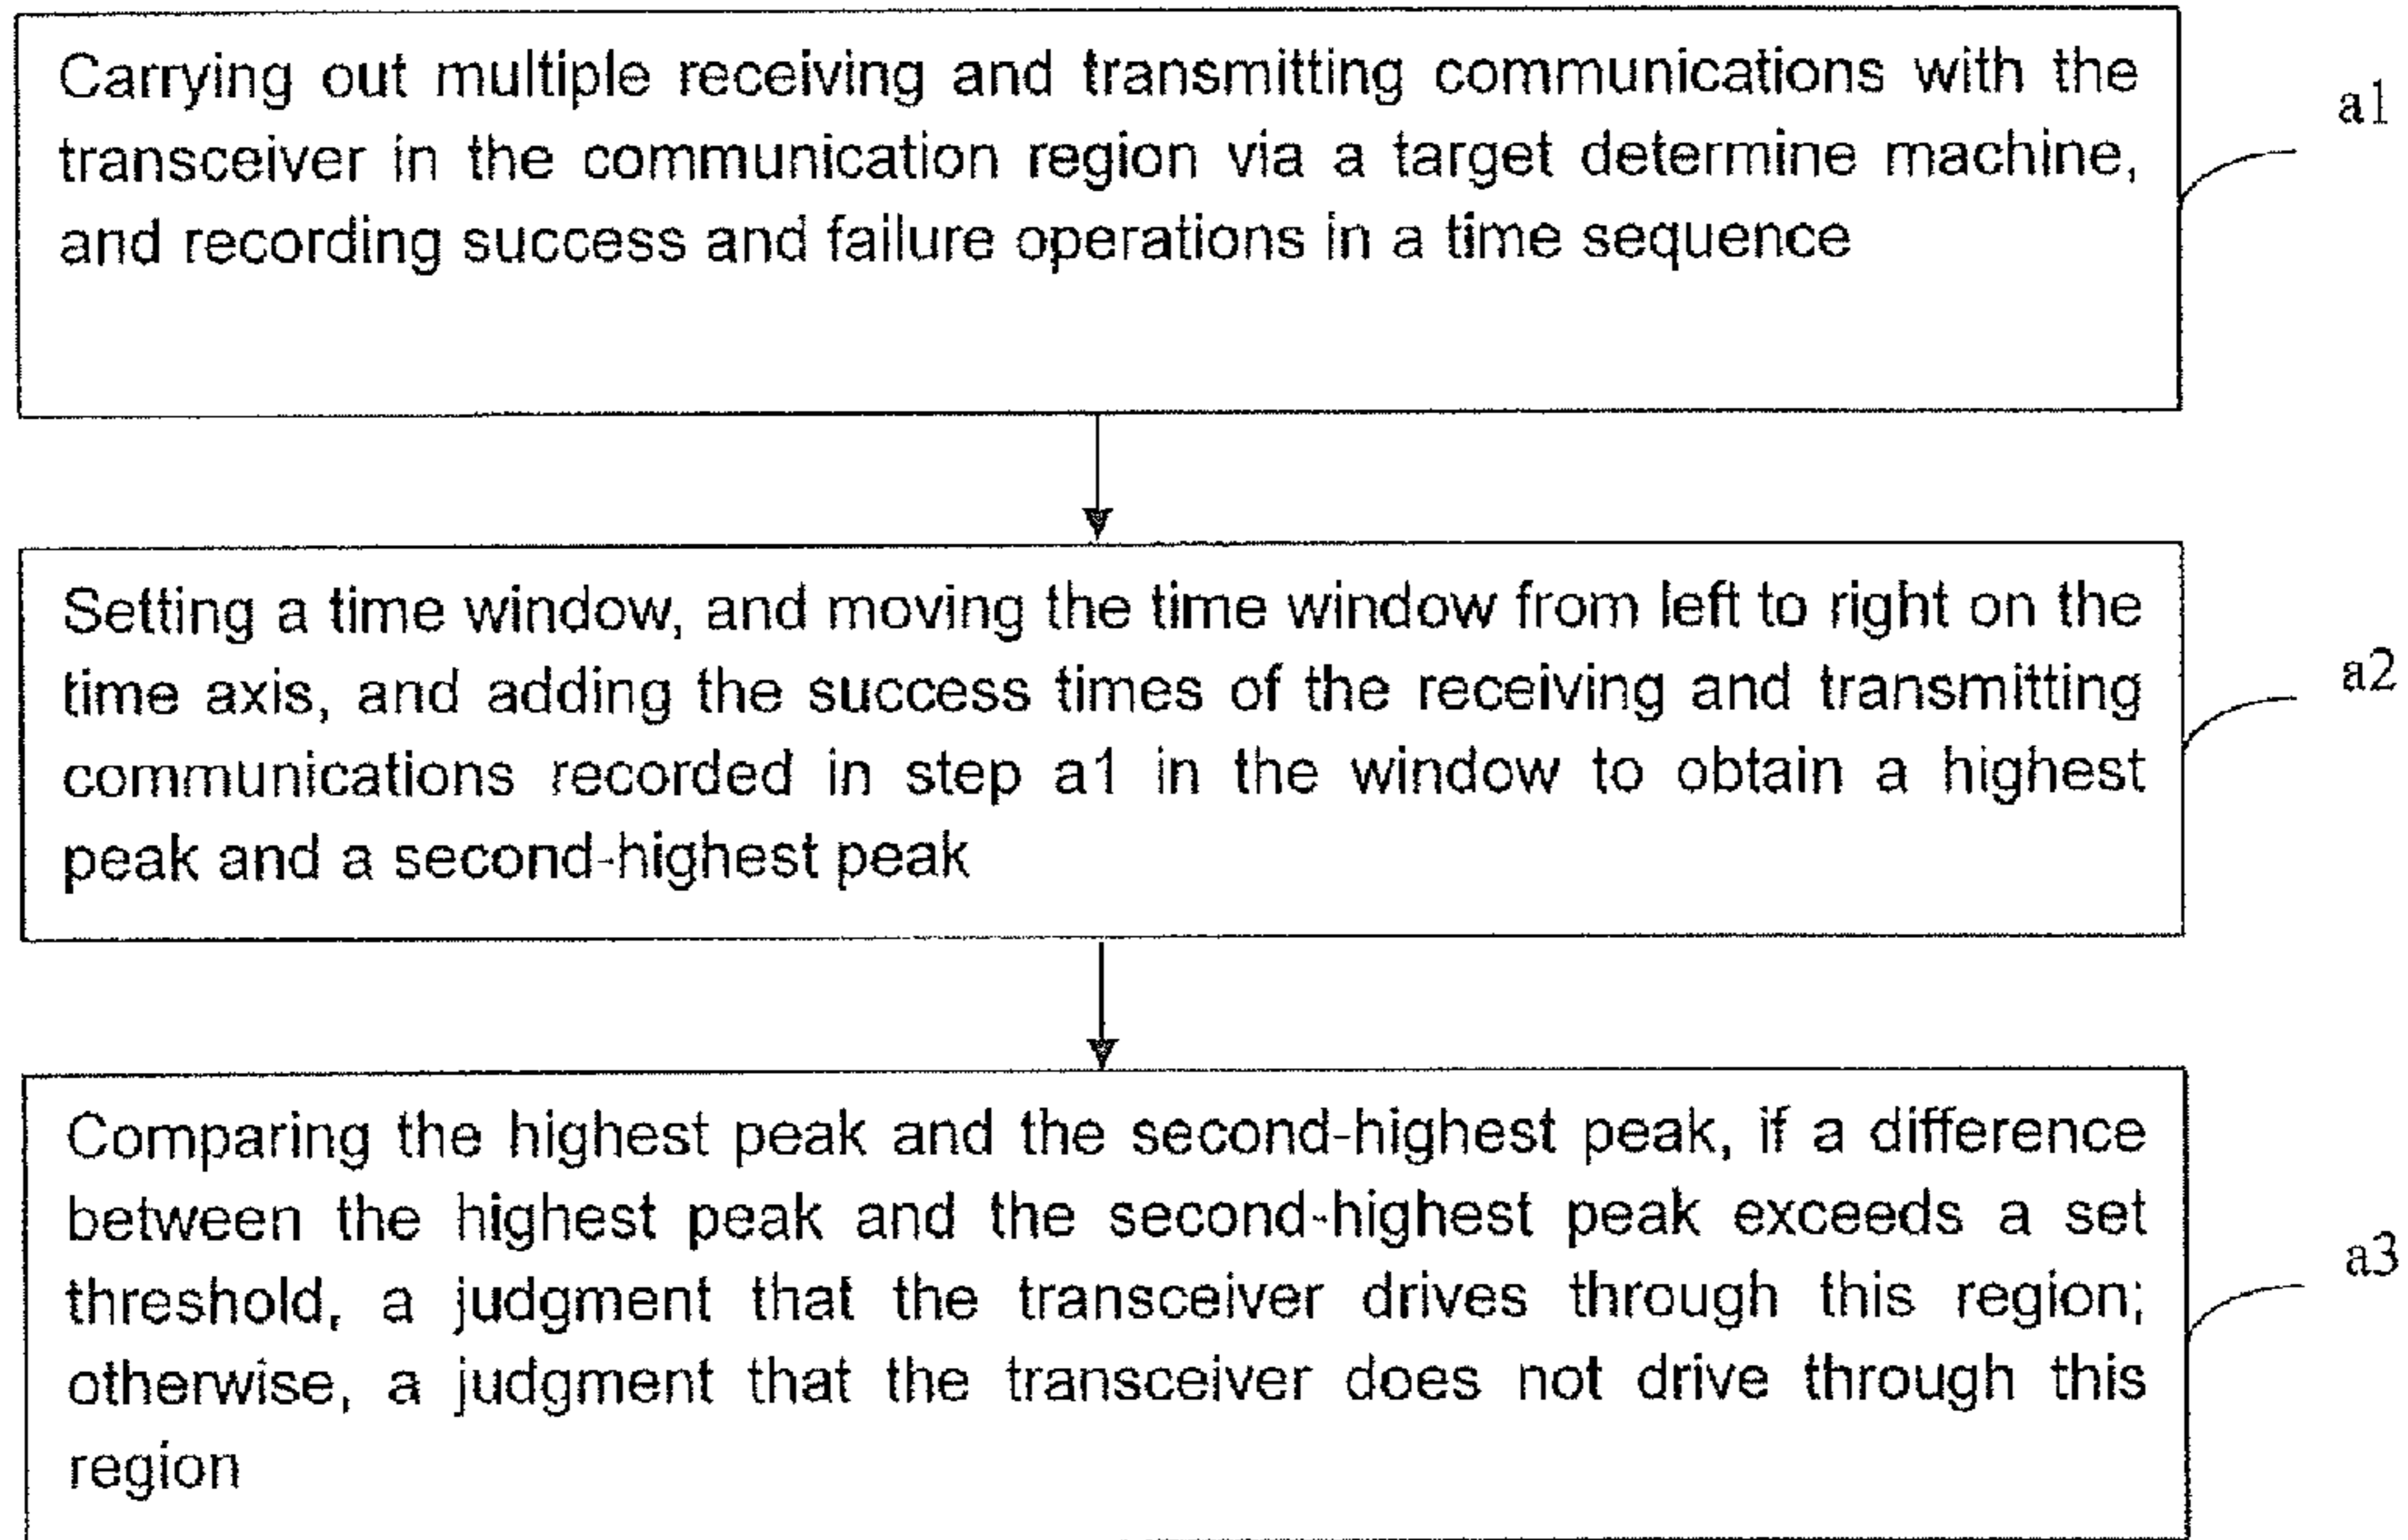 Carrying out multiple receiving and transmitting communications with the
transceiver in the communication region via a target determine machine,
and recording success and failure operations in a time sequence
a1
Setting a time window, and moving the time window from left to right on the
time axis, and adding the success times of the receiving and transmitting
communications recorded in step a1 in the window to obtain a highest
peak and a second-highest peak
a2
Comparing the highest peak and the second-highest peak, if a difference
between the highest peak and the second-highest peak exceeds a set
threshold, a judgment that the transceiver drives through this region;
otherwise, a judgment that the transceiver does not drive through this
region
a3